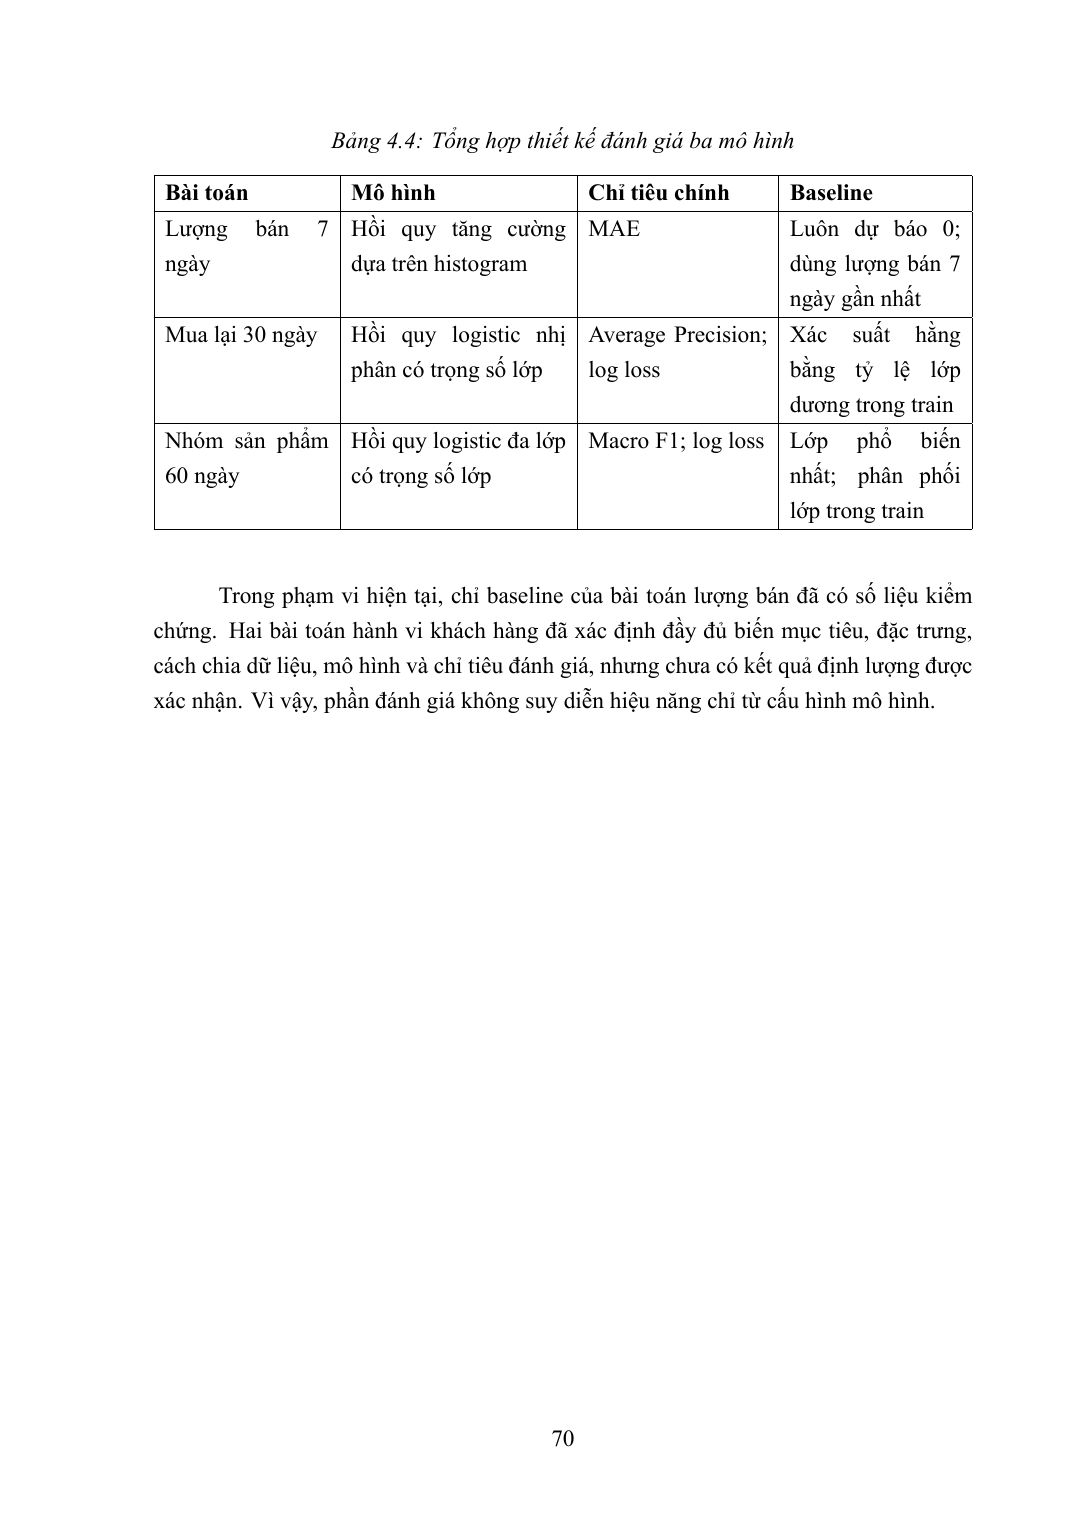 Bảng 4.4: Tổng hợp thiết kế đánh giá ba mô hình
Bài toán Mô hình Chỉ tiêu chính Baseline
Lượng bán 7 Hồi quy tăng cường MAE Luôn dự báo 0;
ngày dựa trên histogram dùng lượng bán 7
ngày gần nhất
Mua lại 30 ngày Hồi quy logistic nhị Average Precision; Xác suất hằng
phân có trọng số lớp log loss bằng tỷ lệ lớp
dương trong train
Nhóm sản phẩm Hồi quy logistic đa lớp Macro F1; log loss Lớp phổ biến
60 ngày có trọng số lớp nhất; phân phối
lớp trong train
Trong phạm vi hiện tại, chỉ baseline của bài toán lượng bán đã có số liệu kiểm
chứng. Hai bài toán hành vi khách hàng đã xác định đầy đủ biến mục tiêu, đặc trưng,
cách chia dữ liệu, mô hình và chỉ tiêu đánh giá, nhưng chưa có kết quả định lượng được
xác nhận. Vì vậy, phần đánh giá không suy diễn hiệu năng chỉ từ cấu hình mô hình.
70